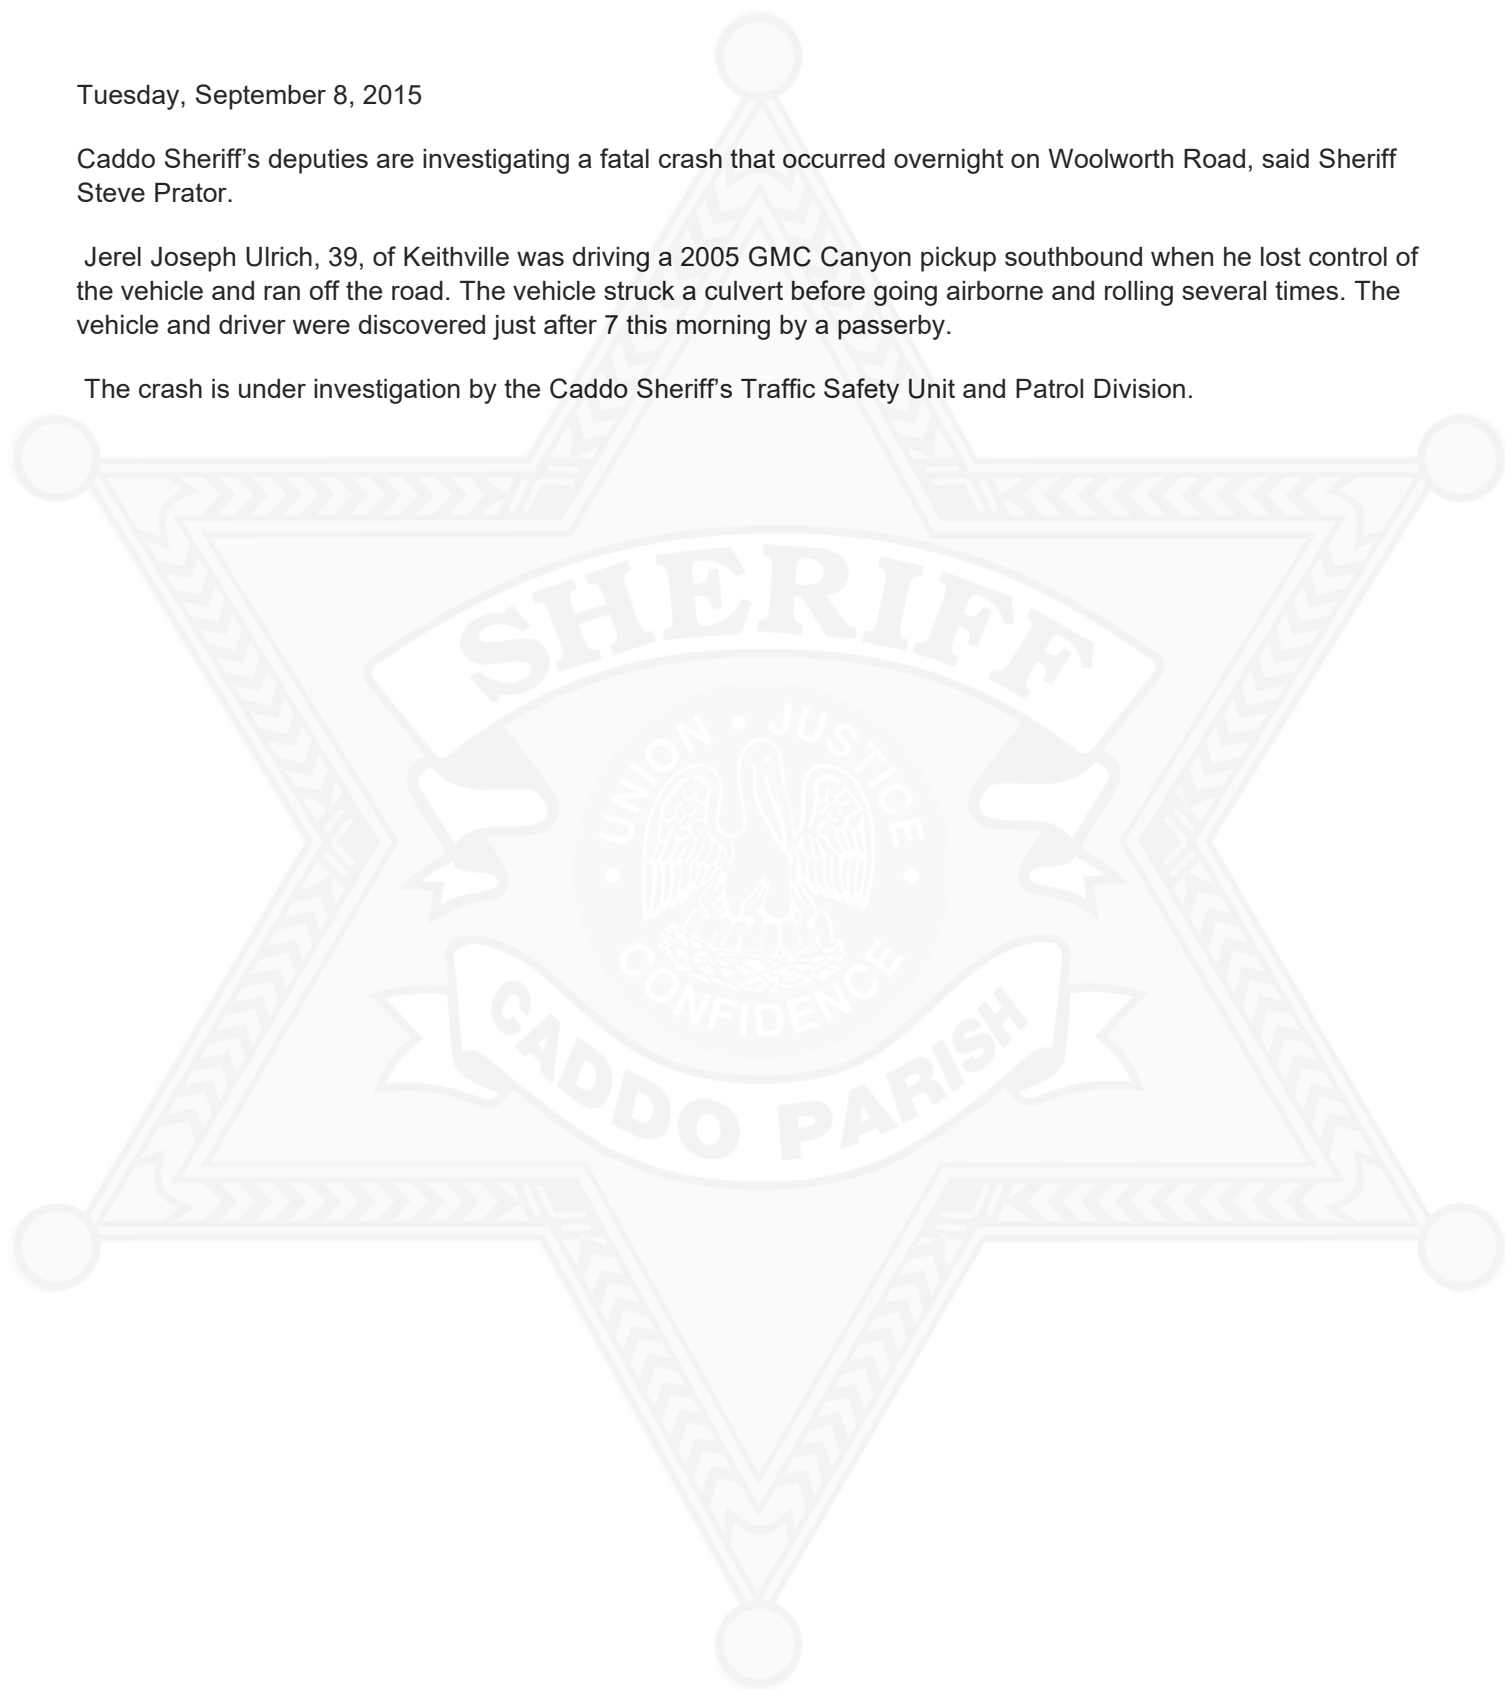 Tuesday, September 8, 2015
Caddo Sheriff’s deputies are investigating a fatal crash that occurred overnight on Woolworth Road, said Sheriff
Steve Prator.
Jerel Joseph Ulrich, 39, of Keithville was driving a 2005 GMC Canyon pickup southbound when he lost control of
the vehicle and ran off the road. The vehicle struck a culvert before going airborne and rolling several times. The
vehicle and driver were discovered just after 7 this morning by a passerby.
The crash is under investigation by the Caddo Sheriff’s Traffic Safety Unit and Patrol Division.
SHERIFF
UNION • JUSTICE
• CONFIDENCE •
CADDO PARISH